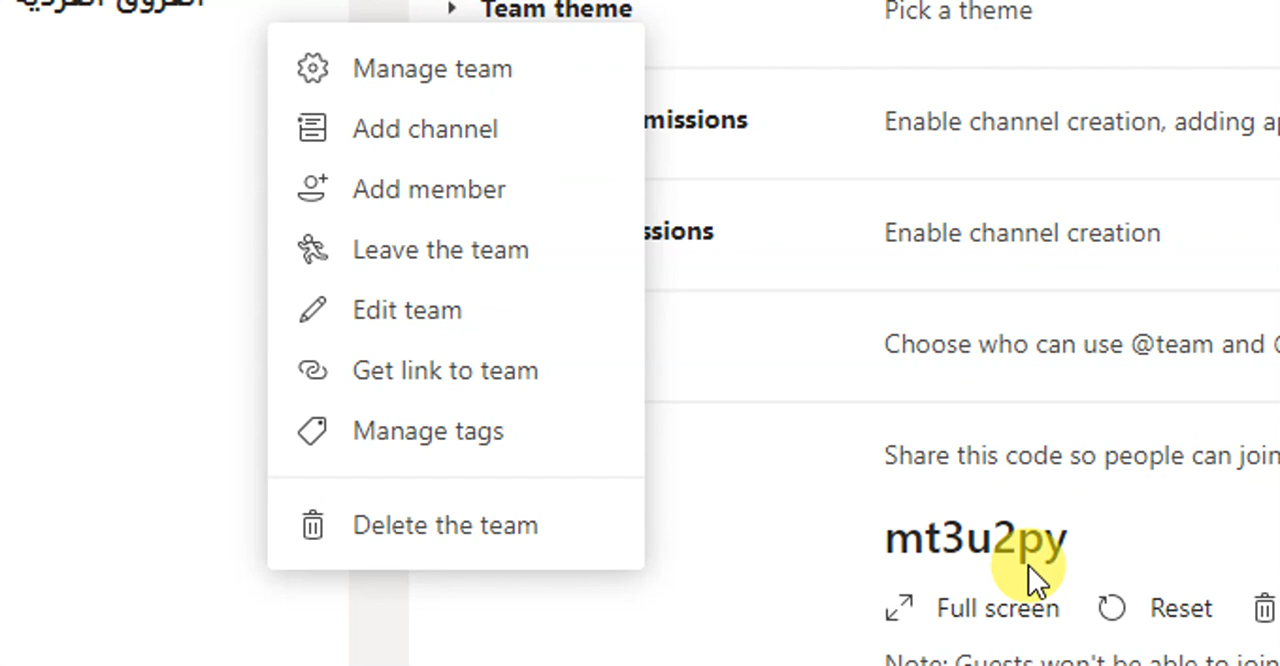 الفروق الفردية
Team theme
Pick a theme
Manage team
Add channel
missions
Enable channel creation, adding ap
Add member
ssions
Enable channel creation
Leave the team
Edit team
Choose who can use @team and
Get link to team
Manage tags
Share this code so people can join
Delete the team
mt3u2py
Full screen
Reset
Note: Guests won't be able to join